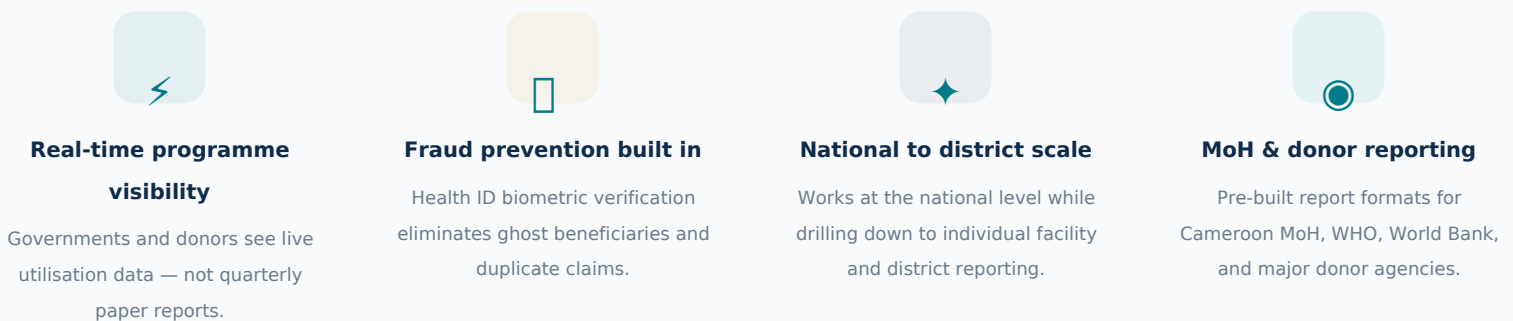 Real-time programme
visibility
Governments and donors see live
utilisation data — not quarterly
paper reports.
Fraud prevention built in
Health ID biometric verification
eliminates ghost beneficiaries and
duplicate claims.
National to district scale
Works at the national level while
drilling down to individual facility
and district reporting.
MoH & donor reporting
Pre-built report formats for
Cameroon MoH, WHO, World Bank,
and major donor agencies.